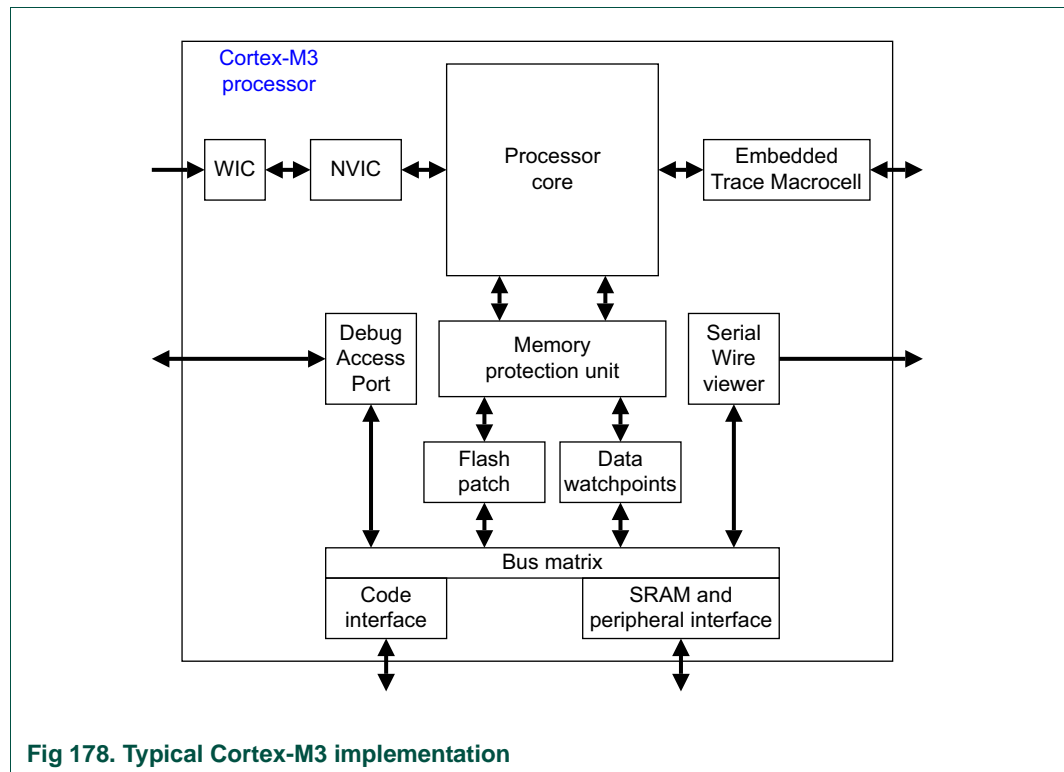 Cortex-M3
processor
WIC
NVIC
Processor
core
Embedded
Trace Macrocell
Debug
Access
Port
Memory
protection unit
Serial
Wire
viewer
Flash
patch
Data
watchpoints
Bus matrix
Code
interface
SRAM and
peripheral interface
Fig 178. Typical Cortex-M3 implementation